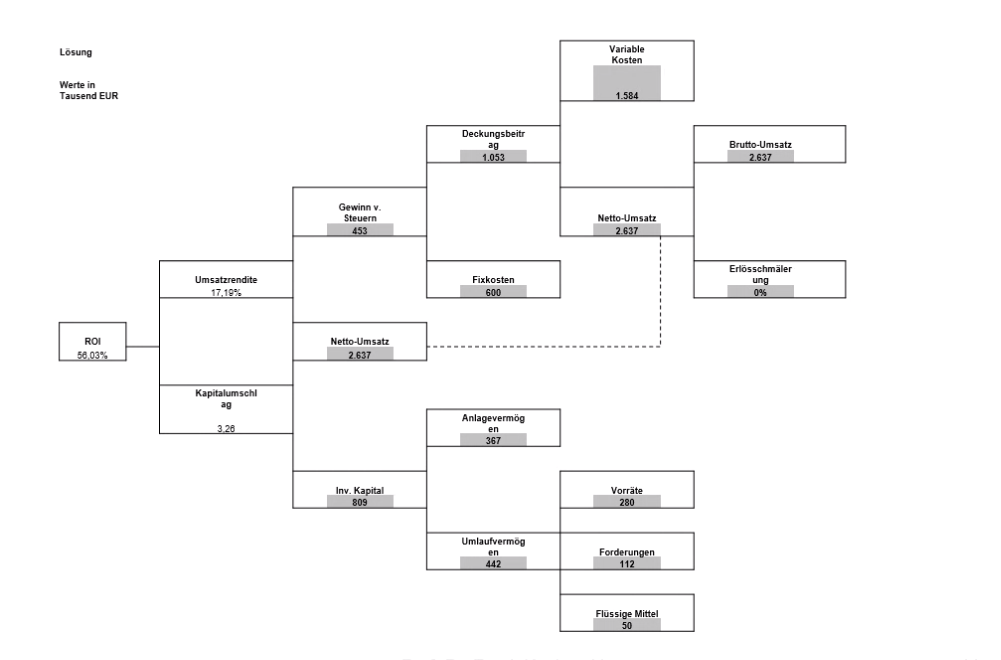 Lösung
Werte in
Tausend EUR
Variable
Kosten
1.584
Deckungsbeitr
ag
1.053
Brutto-Umsatz
2.637
Gewinn v.
Steuern
453
Netto-Umsatz
2.637
Umsatzrendite
17,19%
Fixkosten
600
Erlösschmäler
ung
0%
ROI
56,03%
Netto-Umsatz
2.637
Kapitalumschl
ag
3,26
Anlagevermög
en
367
Inv. Kapital
809
Vorräte
280
Umlaufvermög
en
442
Forderungen
112
Flüssige Mittel
50